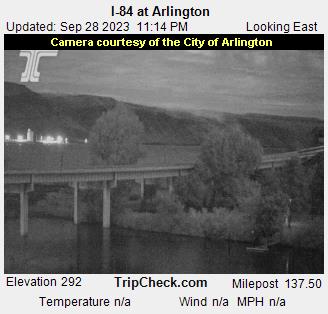 I-84 at Arlington
Updated: Sep 28 2023 11:14 PM Looking East
Camera courtesy of the City of Arlington
Elevation 292 TripCheck.com Milepost 137.50
Temperature n/a Wind n/a MPH n/a